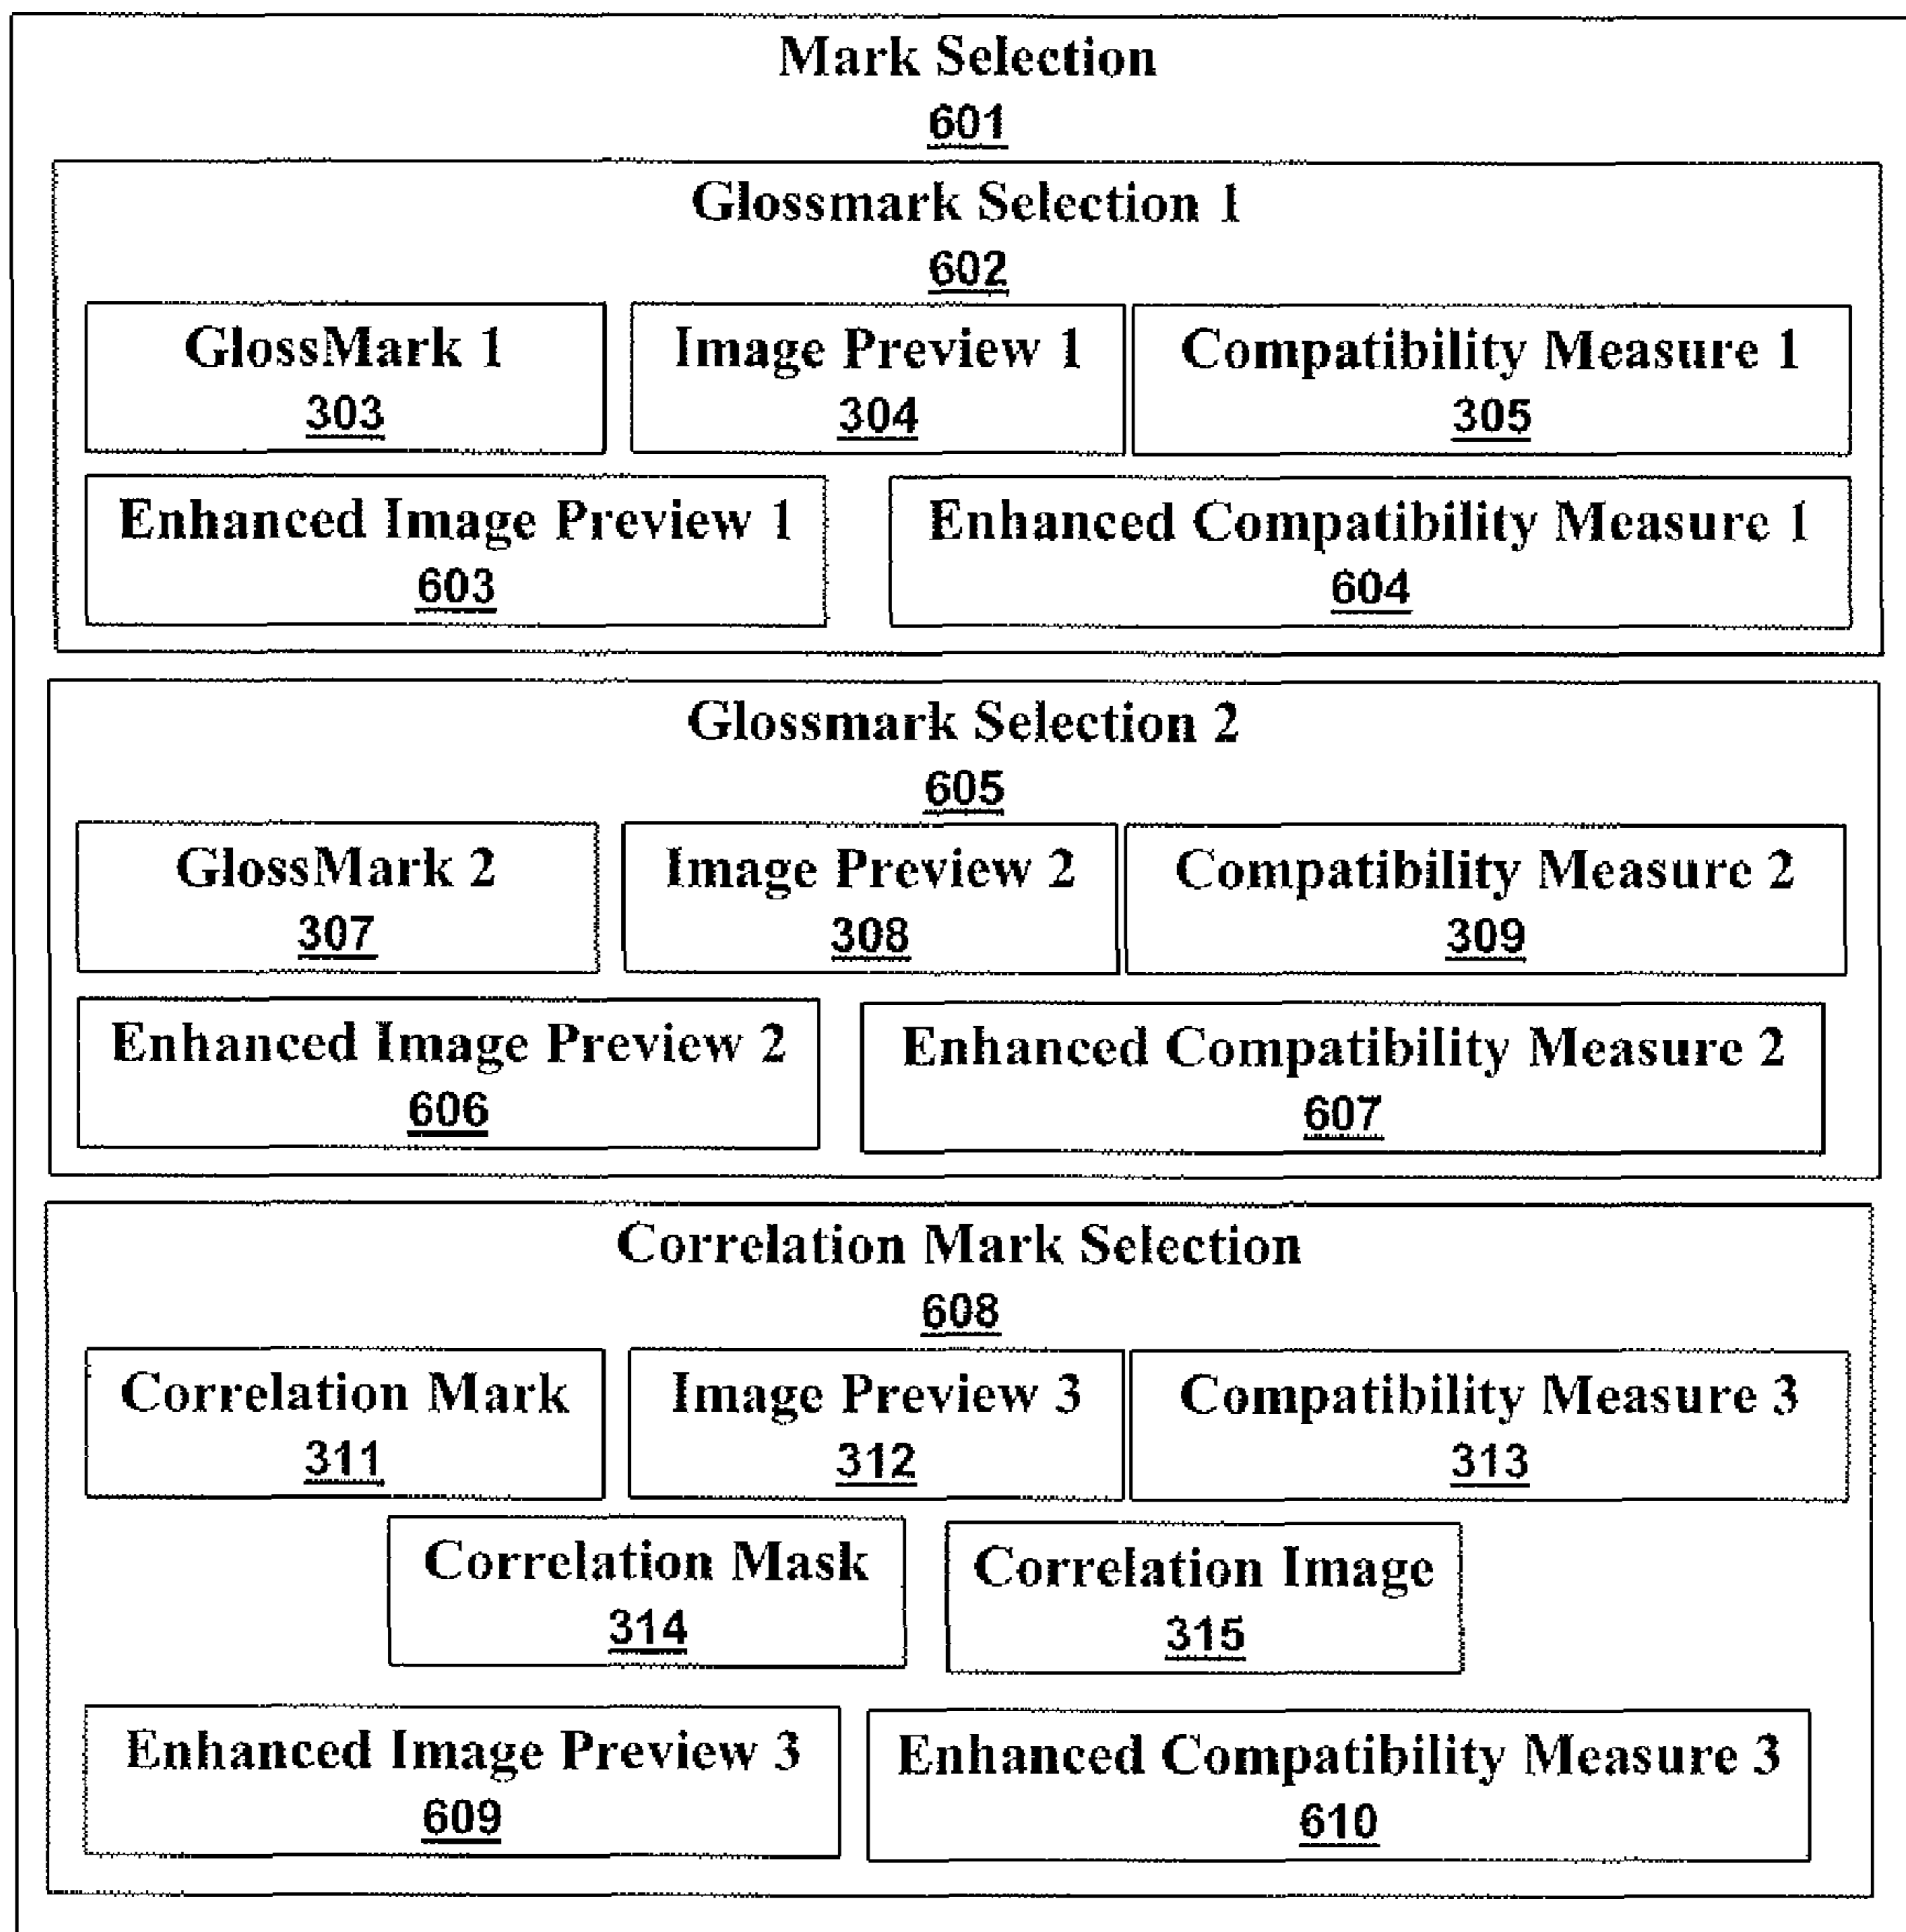 Mark Selection
601
Glossmark Selection 1
602
GlossMark 1
303
Image Preview 1
304
Compatibility Measure 1
305
Enhanced Image Preview 1
603
Enhanced Compatibility Measure 1
604
Glossmark Selection 2
605
GlossMark 2
307
Image Preview 2
308
Compatibility Measure 2
309
Enhanced Image Preview 2
606
Enhanced Compatibility Measure 2
607
Correlation Mark Selection
608
Correlation Mark
311
Image Preview 3
312
Compatibility Measure 3
313
Correlation Mask
314
Correlation Image
315
Enhanced Image Preview 3
609
Enhanced Compatibility Measure 3
610